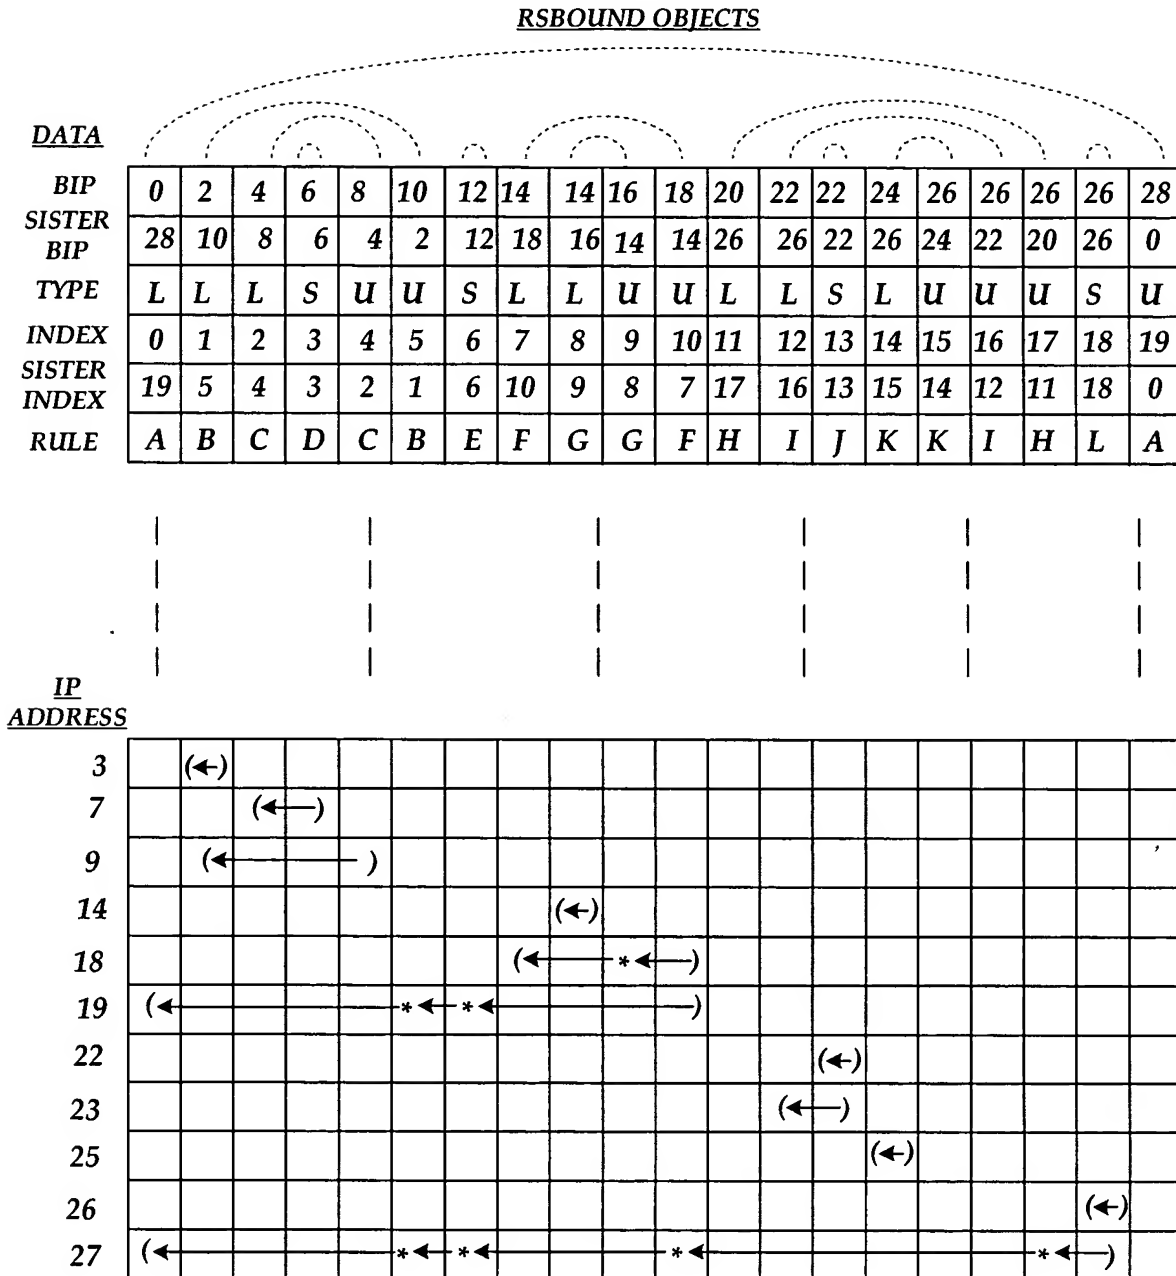 RSBOUND OBJECTS
DATA
BIP 0 2 4 6 8 10 12 14 14 16 18 20 22 22 24 26 26 26 26 28
SISTER BIP 28 10 8 6 4 2 12 18 16 14 14 26 26 22 26 24 22 20 26 0
TYPE L L L S U U S L L U U L L S L U U U S U
INDEX 0 1 2 3 4 5 6 7 8 9 10 11 12 13 14 15 16 17 18 19
SISTER INDEX 19 5 4 3 2 1 6 10 9 8 7 17 16 13 15 14 12 11 18 0
RULE A B C D C B E F G G F H I J K K I H L A
IP ADDRESS
3 (←)
7 (←)
9 (← )
14 (←)
18 (← *← )
19 (← *← *← )
22 (←)
23 (←)
25 (←)
26 (←)
27 (← *← *← *← *← )